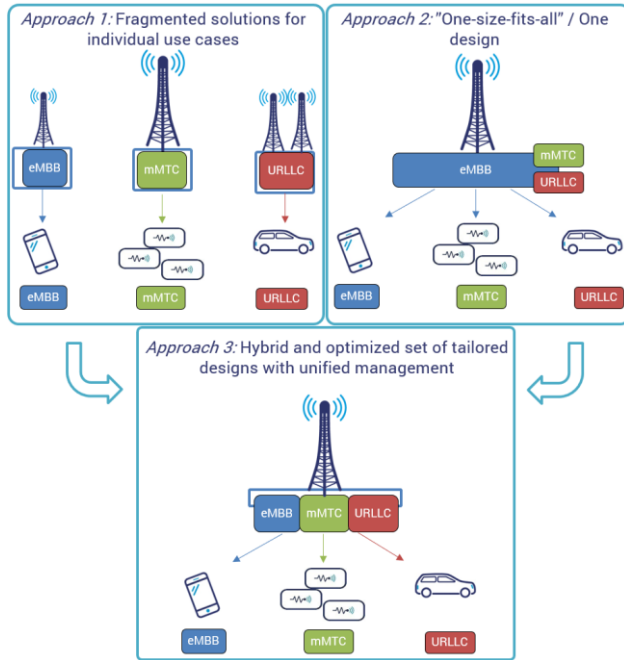 Approach 1: Fragmented solutions for
individual use cases
eMBB
mMTC
URLLC
eMBB
mMTC
URLLC
Approach 2: "One-size-fits-all" / One
design
eMBB
mMTC
URLLC
eMBB
mMTC
URLLC
Approach 3: Hybrid and optimized set of tailored
designs with unified management
eMBB
mMTC
URLLC
eMBB
mMTC
URLLC